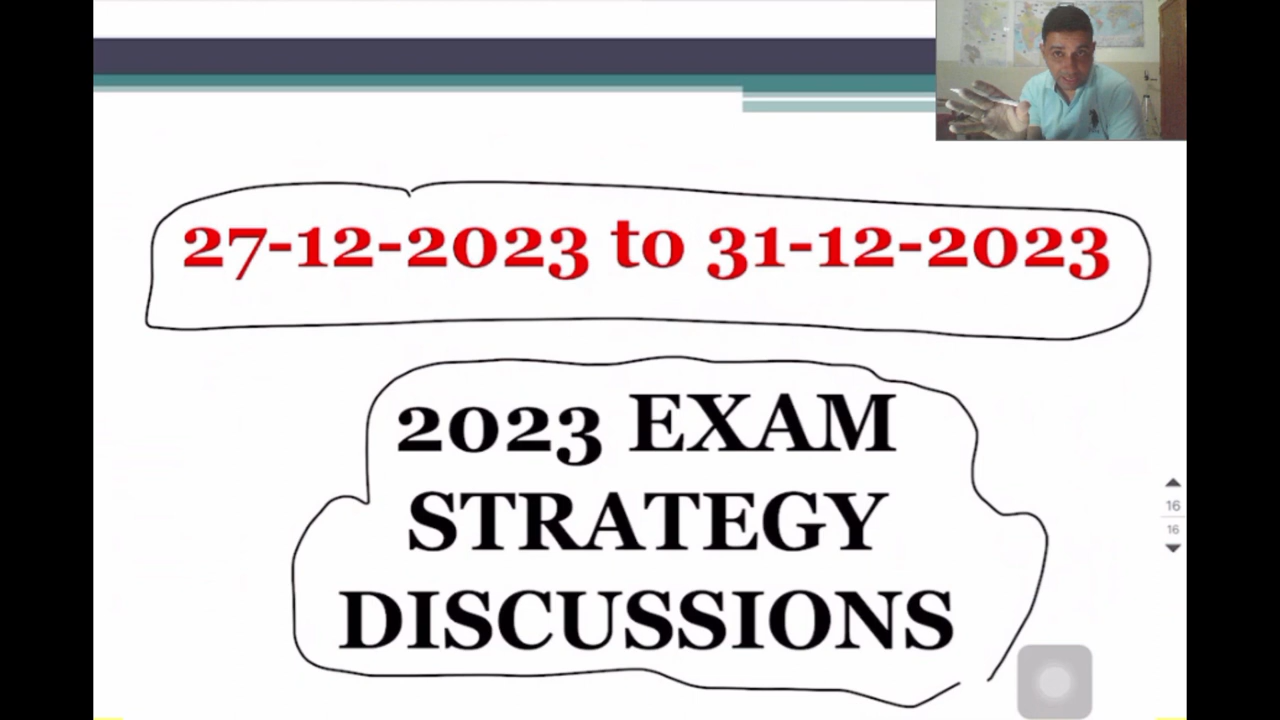 27-12-2023 to 31-12-2023
2023 EXAM
STRATEGY
DISCUSSIONS
16
16